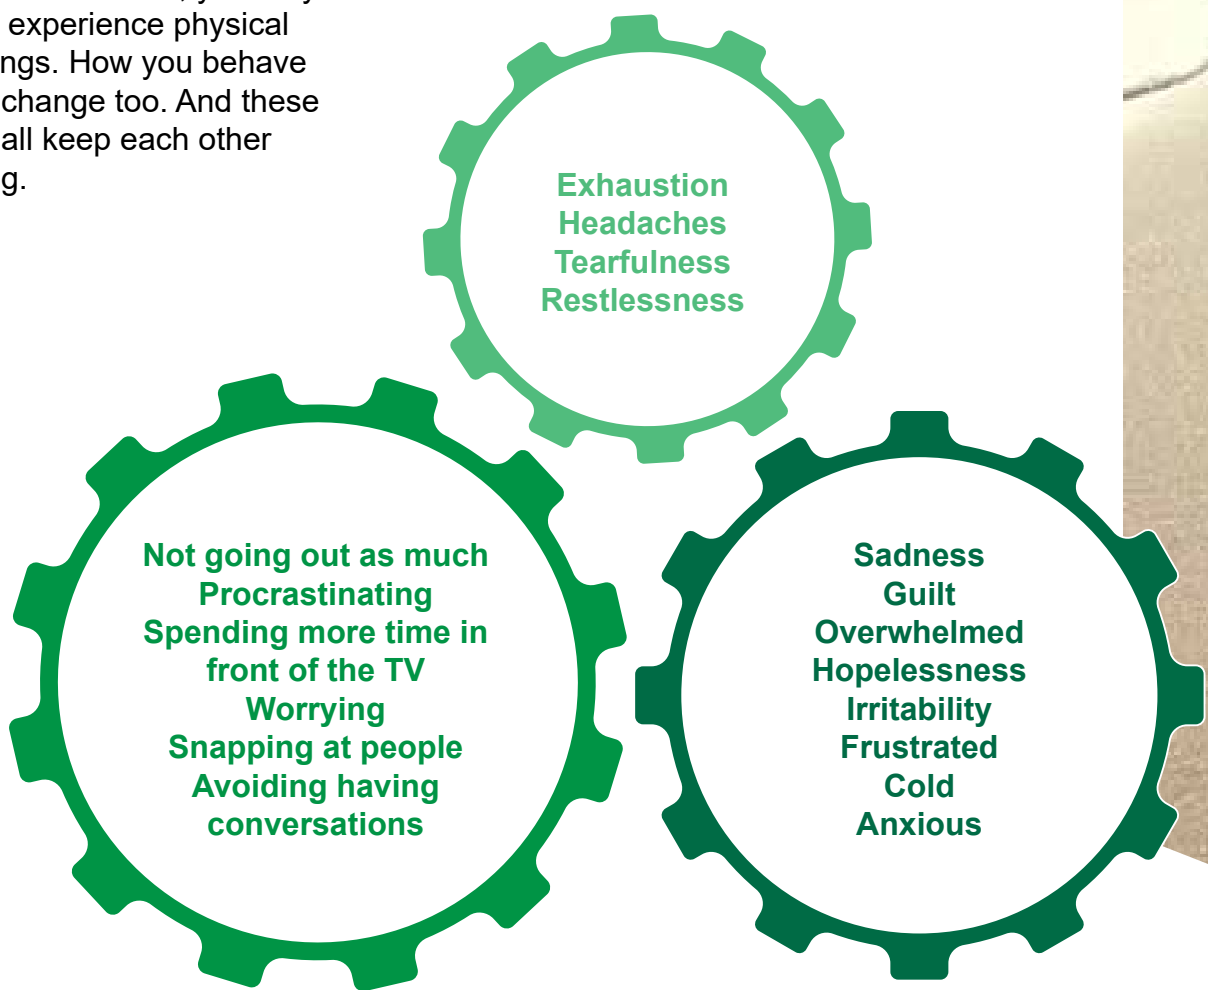 experience physical
ngs. How you behave
change too. And these
all keep each other
g.
Exhaustion
Headaches
Tearfulness
Restlessness
Not going out as much
Procrastinating
Spending more time in
front of the TV
Worrying
Snapping at people
Avoiding having
conversations
Sadness
Guilt
Overwhelmed
Hopelessness
Irritability
Frustrated
Cold
Anxious